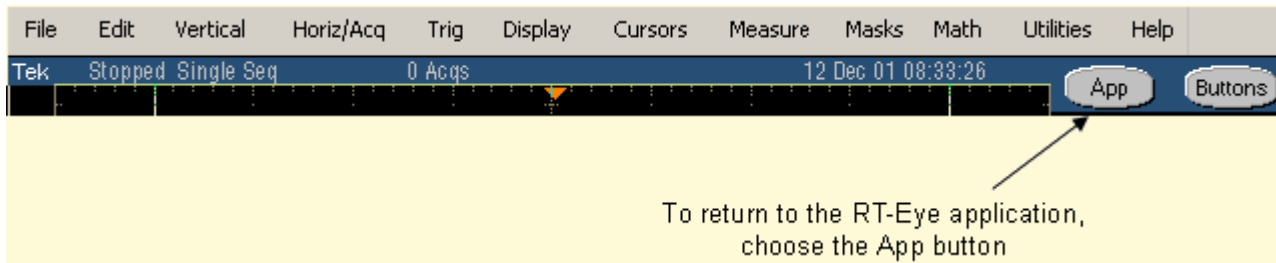 File Edit Vertical Horiz/Acq Trig Display Cursors Measure Masks Math Utilities Help
Tek Stopped Single Seq 0 Acqs 12 Dec 01 08:33:26 App Buttons
To return to the RT-Eye application,
choose the App button